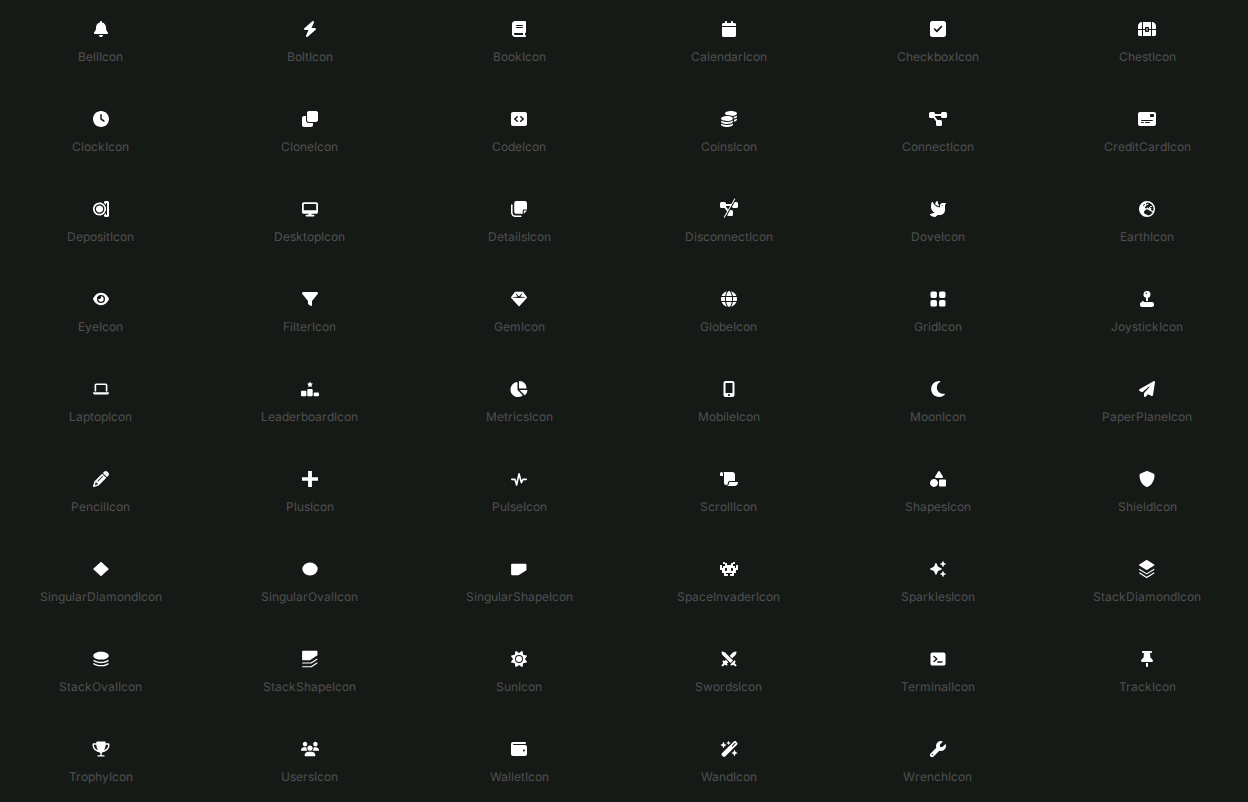 BellIcon BoltIcon BookIcon CalendarIcon CheckboxIcon ChestIcon
ClockIcon CloneIcon CodeIcon CoinsIcon ConnectIcon CreditCardIcon
DepositIcon DesktopIcon DetailsIcon DisconnectIcon DoveIcon EarthIcon
EyeIcon FilterIcon GemIcon GlobeIcon GridIcon JoystickIcon
LaptopIcon LeaderboardIcon MetricsIcon MobileIcon MoonIcon PaperPlaneIcon
PencilIcon PlusIcon PulseIcon ScrollIcon ShapesIcon ShieldIcon
SingularDiamondIcon SingularOvalIcon SingularShapeIcon SpaceInvaderIcon SparklesIcon StackDiamondIcon
StackOvalIcon StackShapeIcon SunIcon SwordsIcon TerminalIcon TrackIcon
TrophyIcon UsersIcon WalletIcon WandIcon WrenchIcon